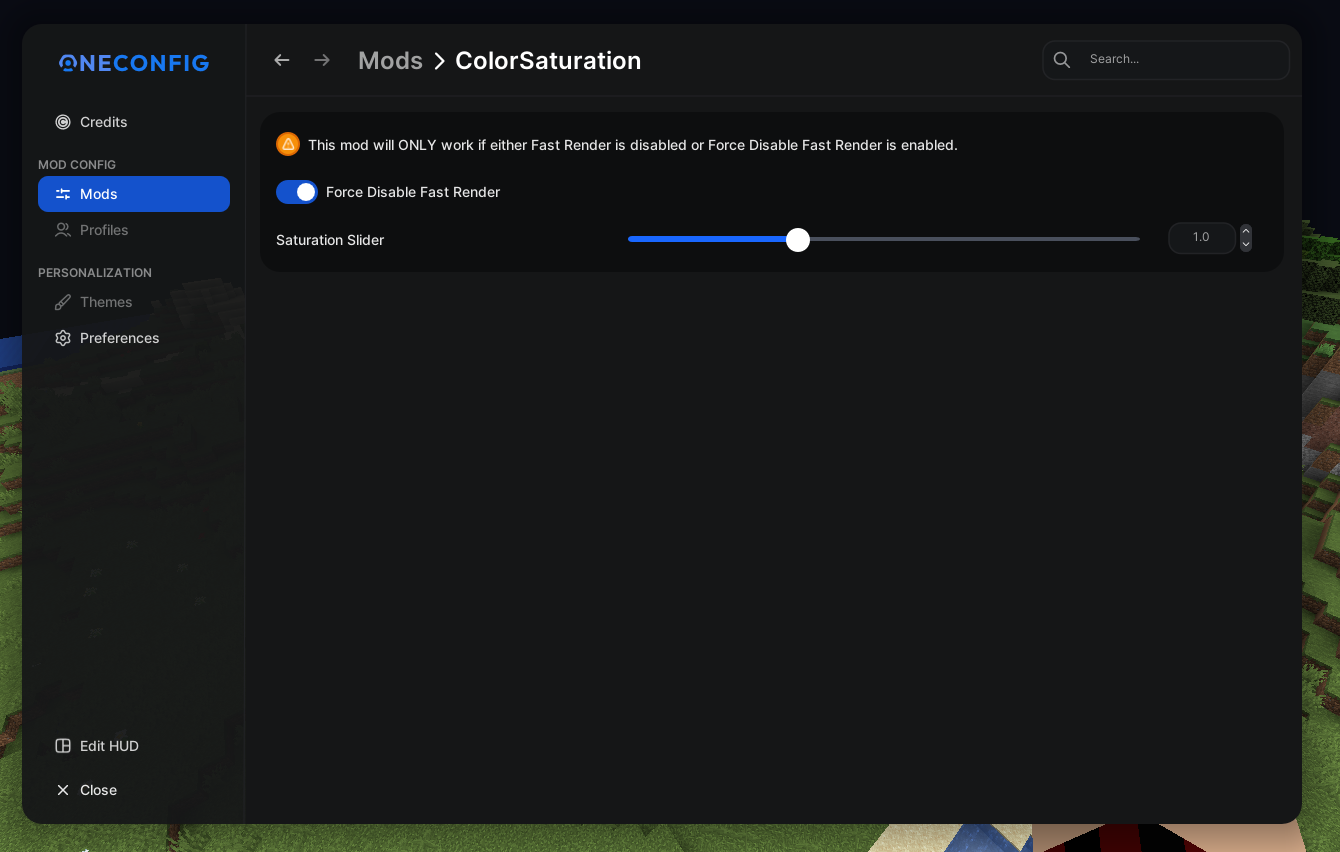 ONECONFIG
Mods > ColorSaturation
Search...
Credits
MOD CONFIG
Mods
Profiles
PERSONALIZATION
Themes
Preferences
Edit HUD
Close
This mod will ONLY work if either Fast Render is disabled or Force Disable Fast Render is enabled.
Force Disable Fast Render
Saturation Slider
1.0